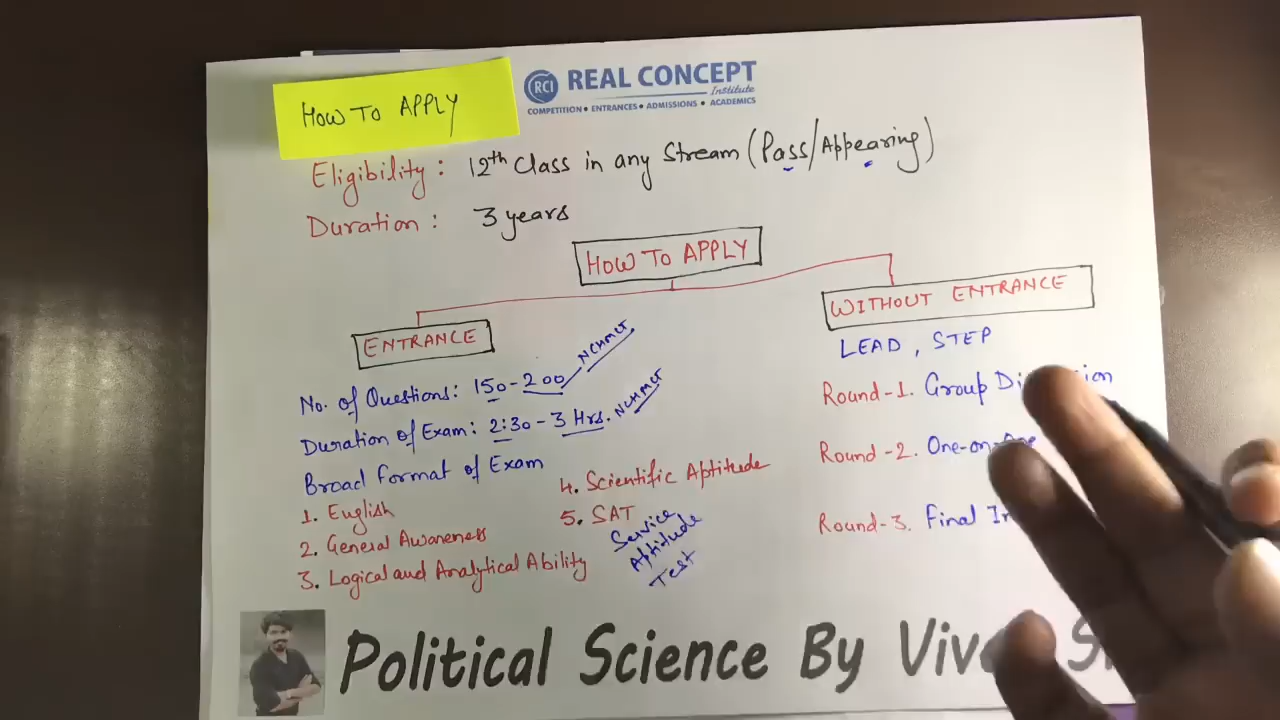 HOW TO APPLY
RCI REAL CONCEPT
Institute
COMPETITION • ENTRANCES • ADMISSIONS • ACADEMICS
Eligibility : 12th Class in any Stream (Pass/Appearing)
Duration : 3 years
HOW TO APPLY
ENTRANCE
No. of Questions: 150-200 NCHMCT
Duration of Exam: 2:30 - 3 Hrs. NCHMCT
Broad Format of Exam
1. English
2. General Awareness
3. Logical and Analytical Ability
4. Scientific Aptitude
5. SAT
Service
Aptitude
Test
WITHOUT ENTRANCE
LEAD, STEP
Round-1. Group
Round-2. One-on-One
Round-3. Final
Political Science By